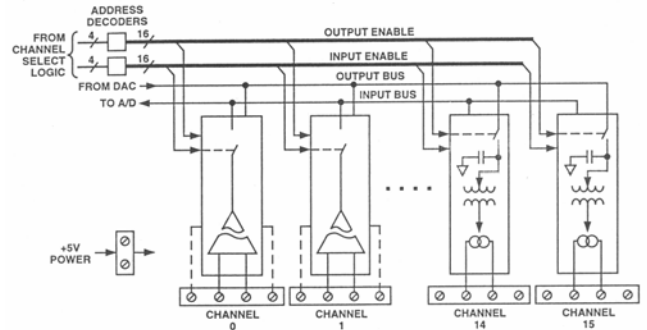 ADDRESS
DECODERS
FROM
CHANNEL
SELECT
LOGIC
4
16
4
16
OUTPUT ENABLE
INPUT ENABLE
OUTPUT BUS
FROM DAC
INPUT BUS
TO A/D
+5V
POWER
CHANNEL
0
CHANNEL
1
CHANNEL
14
CHANNEL
15